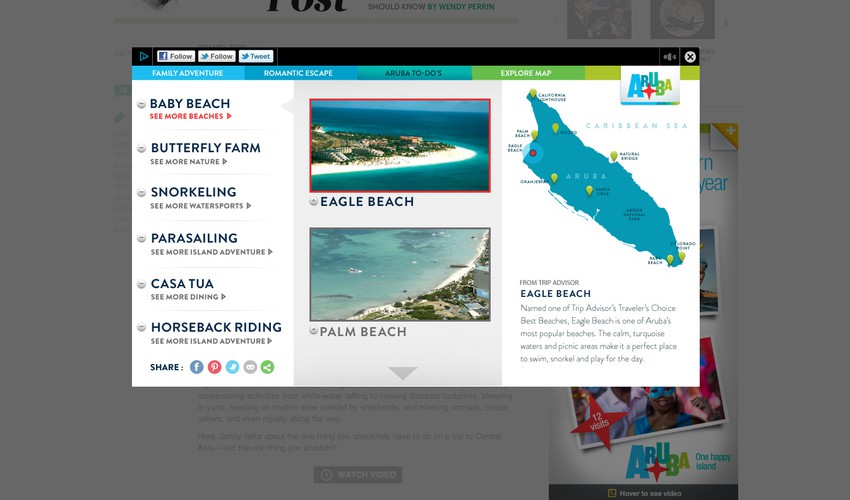 Post
SHOULD KNOW BY WENDY PERRIN
Follow
Follow
Tweet
FAMILY ADVENTURE
ROMANTIC ESCAPE
ARUBA TO-DO'S
EXPLORE MAP
ARUBA
BABY BEACH
SEE MORE BEACHES
BUTTERFLY FARM
SEE MORE NATURE
SNORKELING
SEE MORE WATERSPORTS
PARASAILING
SEE MORE ISLAND ADVENTURE
CASA TUA
SEE MORE DINING
HORSEBACK RIDING
SEE MORE ISLAND ADVENTURE
SHARE:
EAGLE BEACH
PALM BEACH
CALIFORNIA
LIGHTHOUSE
PALM
BEACH
NOORD
CARIBBEAN SEA
EAGLE
BEACH
NATURAL
BRIDGE
ARUBA
ORANJESTAD
SANTA
CRUZ
ARIKOK
NATIONAL
PARK
COLORADO
POINT
BABY
BEACH
FROM TRIP ADVISOR
EAGLE BEACH
Named one of Trip Advisor's Traveler's Choice
Best Beaches, Eagle Beach is one of Aruba's
most popular beaches. The calm, turquoise
waters and picnic areas make it a perfect place
to swim, snorkel and play for the day.
incorporating activities from white-water rafting to viewing dinosaur footprints, sleeping
in yurts, feasting on mutton stew cooked by shepherds, and meeting nomads, carpet
sellers, and even royalty along the way.
Here, Jonny talks about the one thing you absolutely have to do on a trip to Central
Asia—and the one thing you shouldn't.
WATCH VIDEO
year
12
visits
ARUBA
One happy
island
Hover to see video